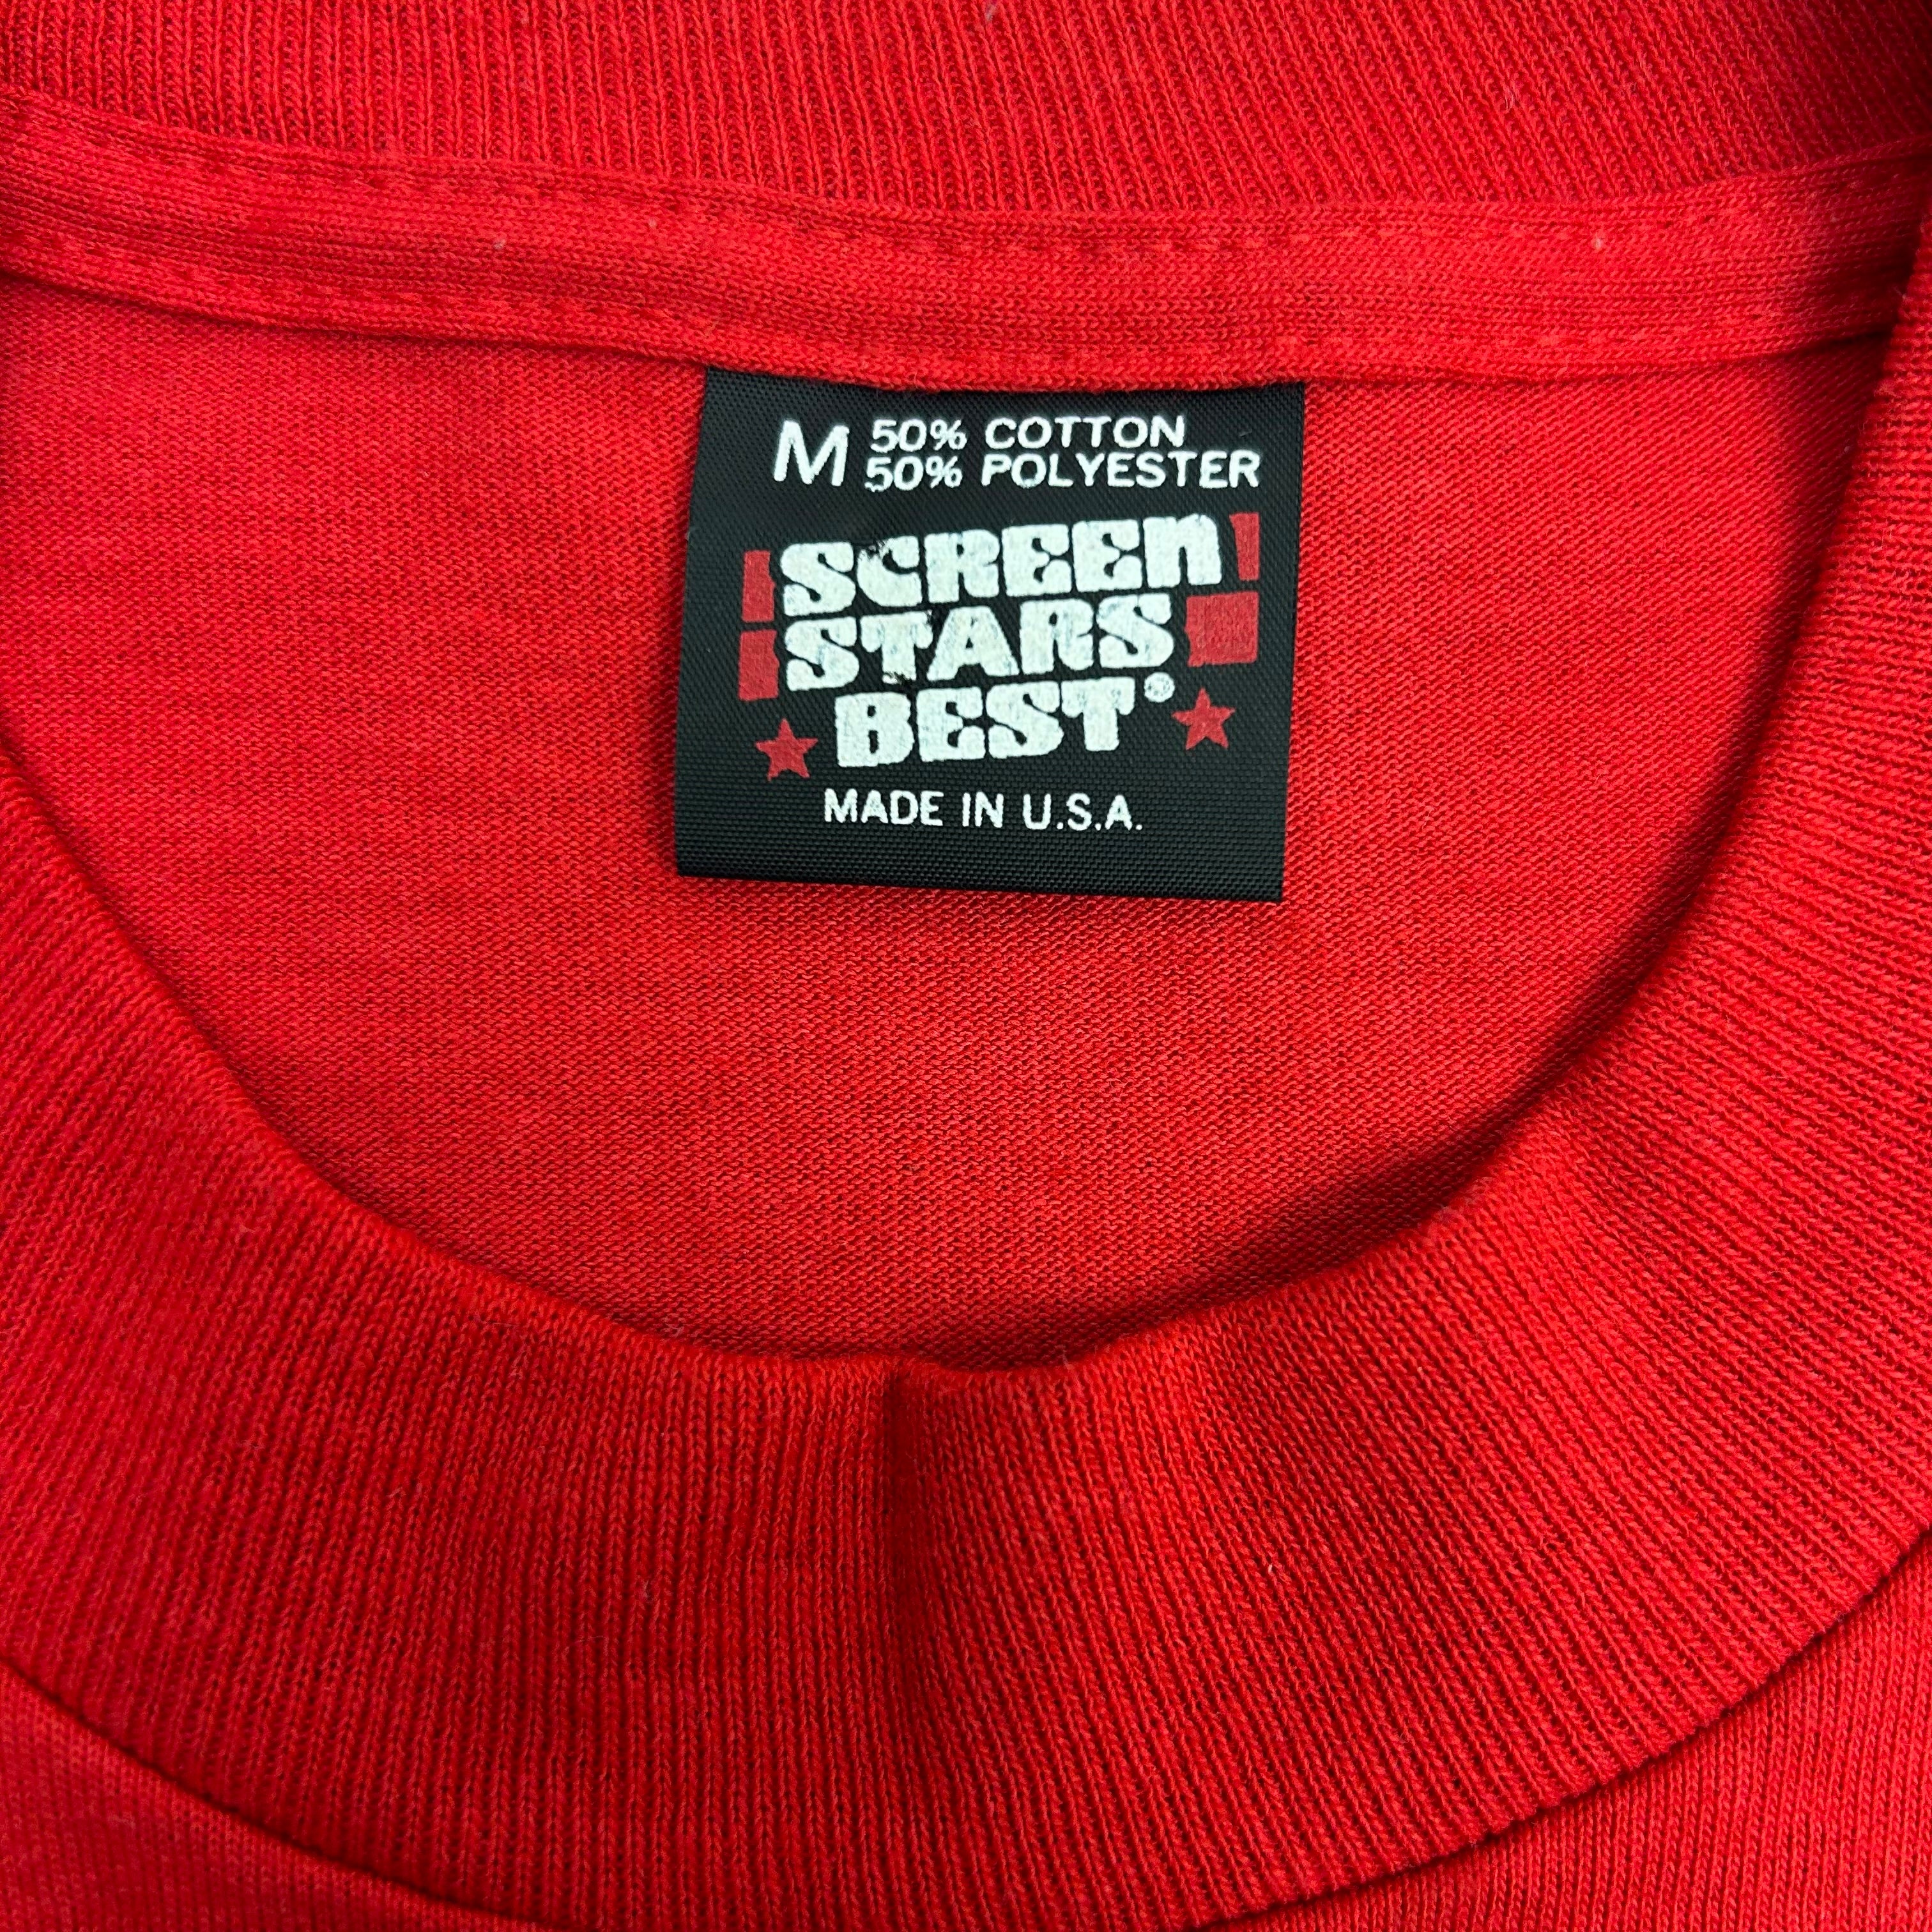 M 50% COTTON
50% POLYESTER
SCREEN
STARS
BEST®
MADE IN U.S.A.